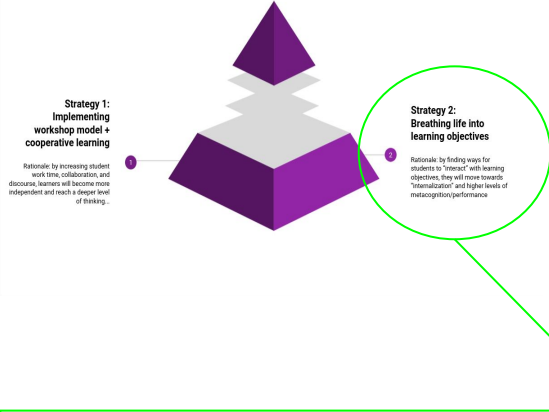 Strategy 1:
Implementing
workshop model +
cooperative learning
Rationale: by increasing student
work time, collaboration, and
discourse, learners will become more
independent and reach a deeper level
of thinking...
1
2
Strategy 2:
Breathing life into
learning objectives
Rationale: by finding ways for
students to "interact" with learning
objectives, they will move towards
"internalization" and higher levels of
metacognition/performance